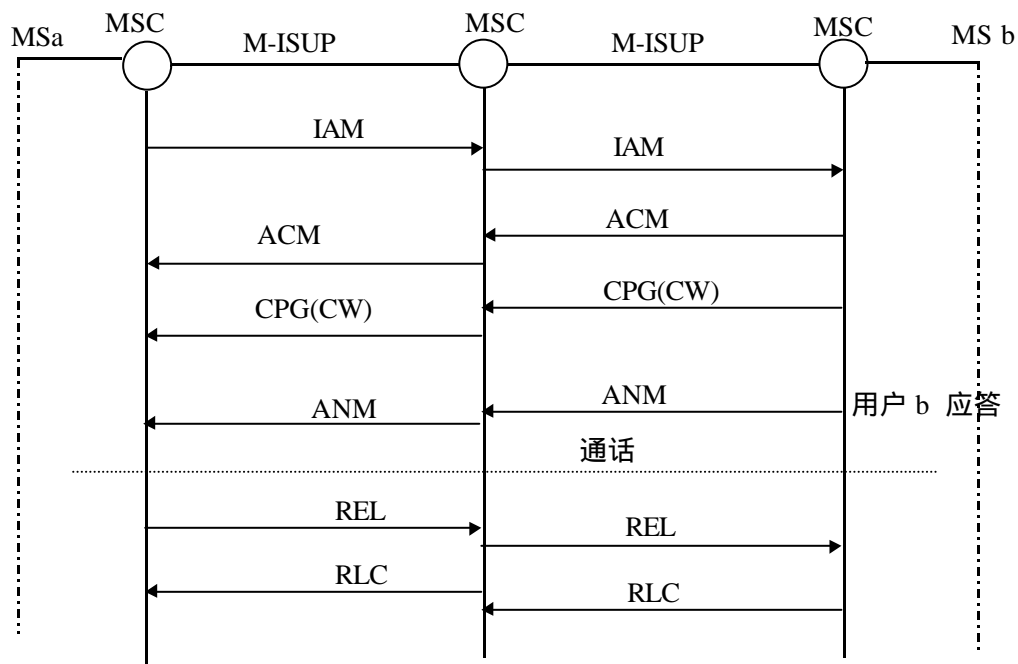 MSa
MSC
M-ISUP
MSC
M-ISUP
MSC
MS b
IAM
IAM
ACM
ACM
CPG(CW)
CPG(CW)
ANM
ANM
用户 b 应答
通话
REL
REL
RLC
RLC